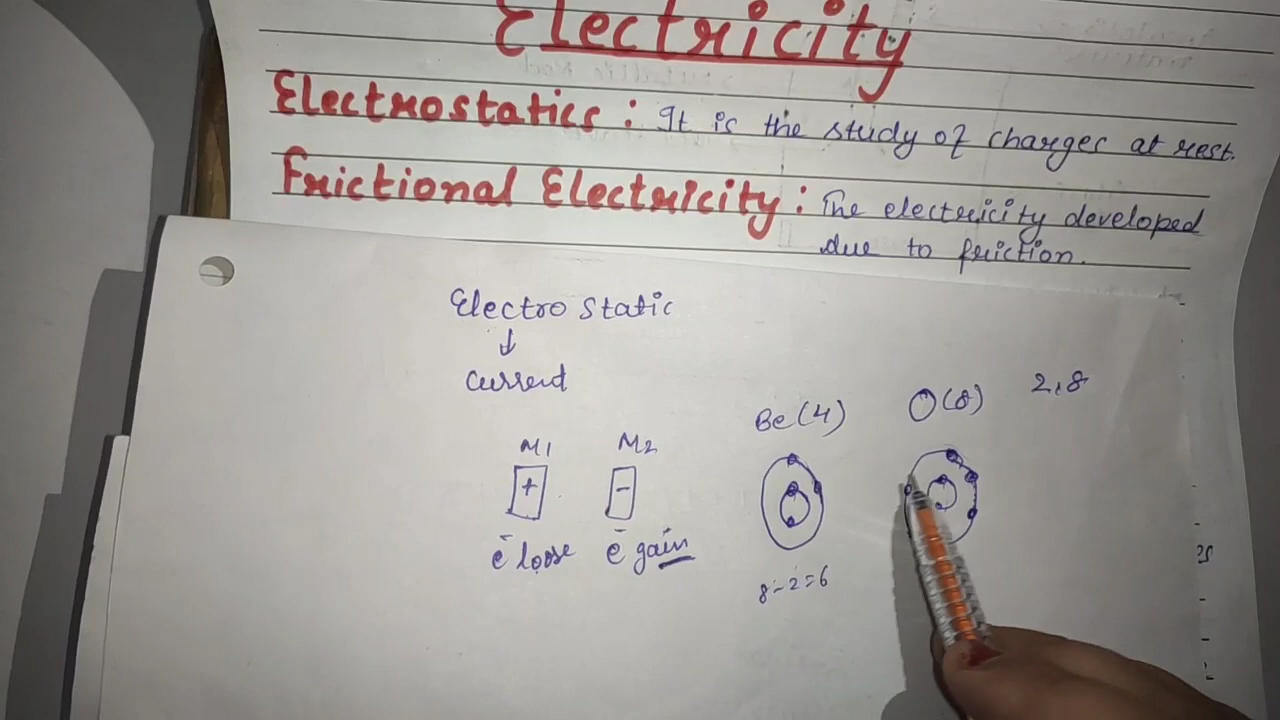 Electricity
Electrostatics : It is the study of charges at rest.
Frictional Electricity : The electricity developed
due to friction.
Electro static
↓
current
Be (4) O (8) 2,8
M1 M2
+ -
e̅ loose e̅ gain
8-2=6